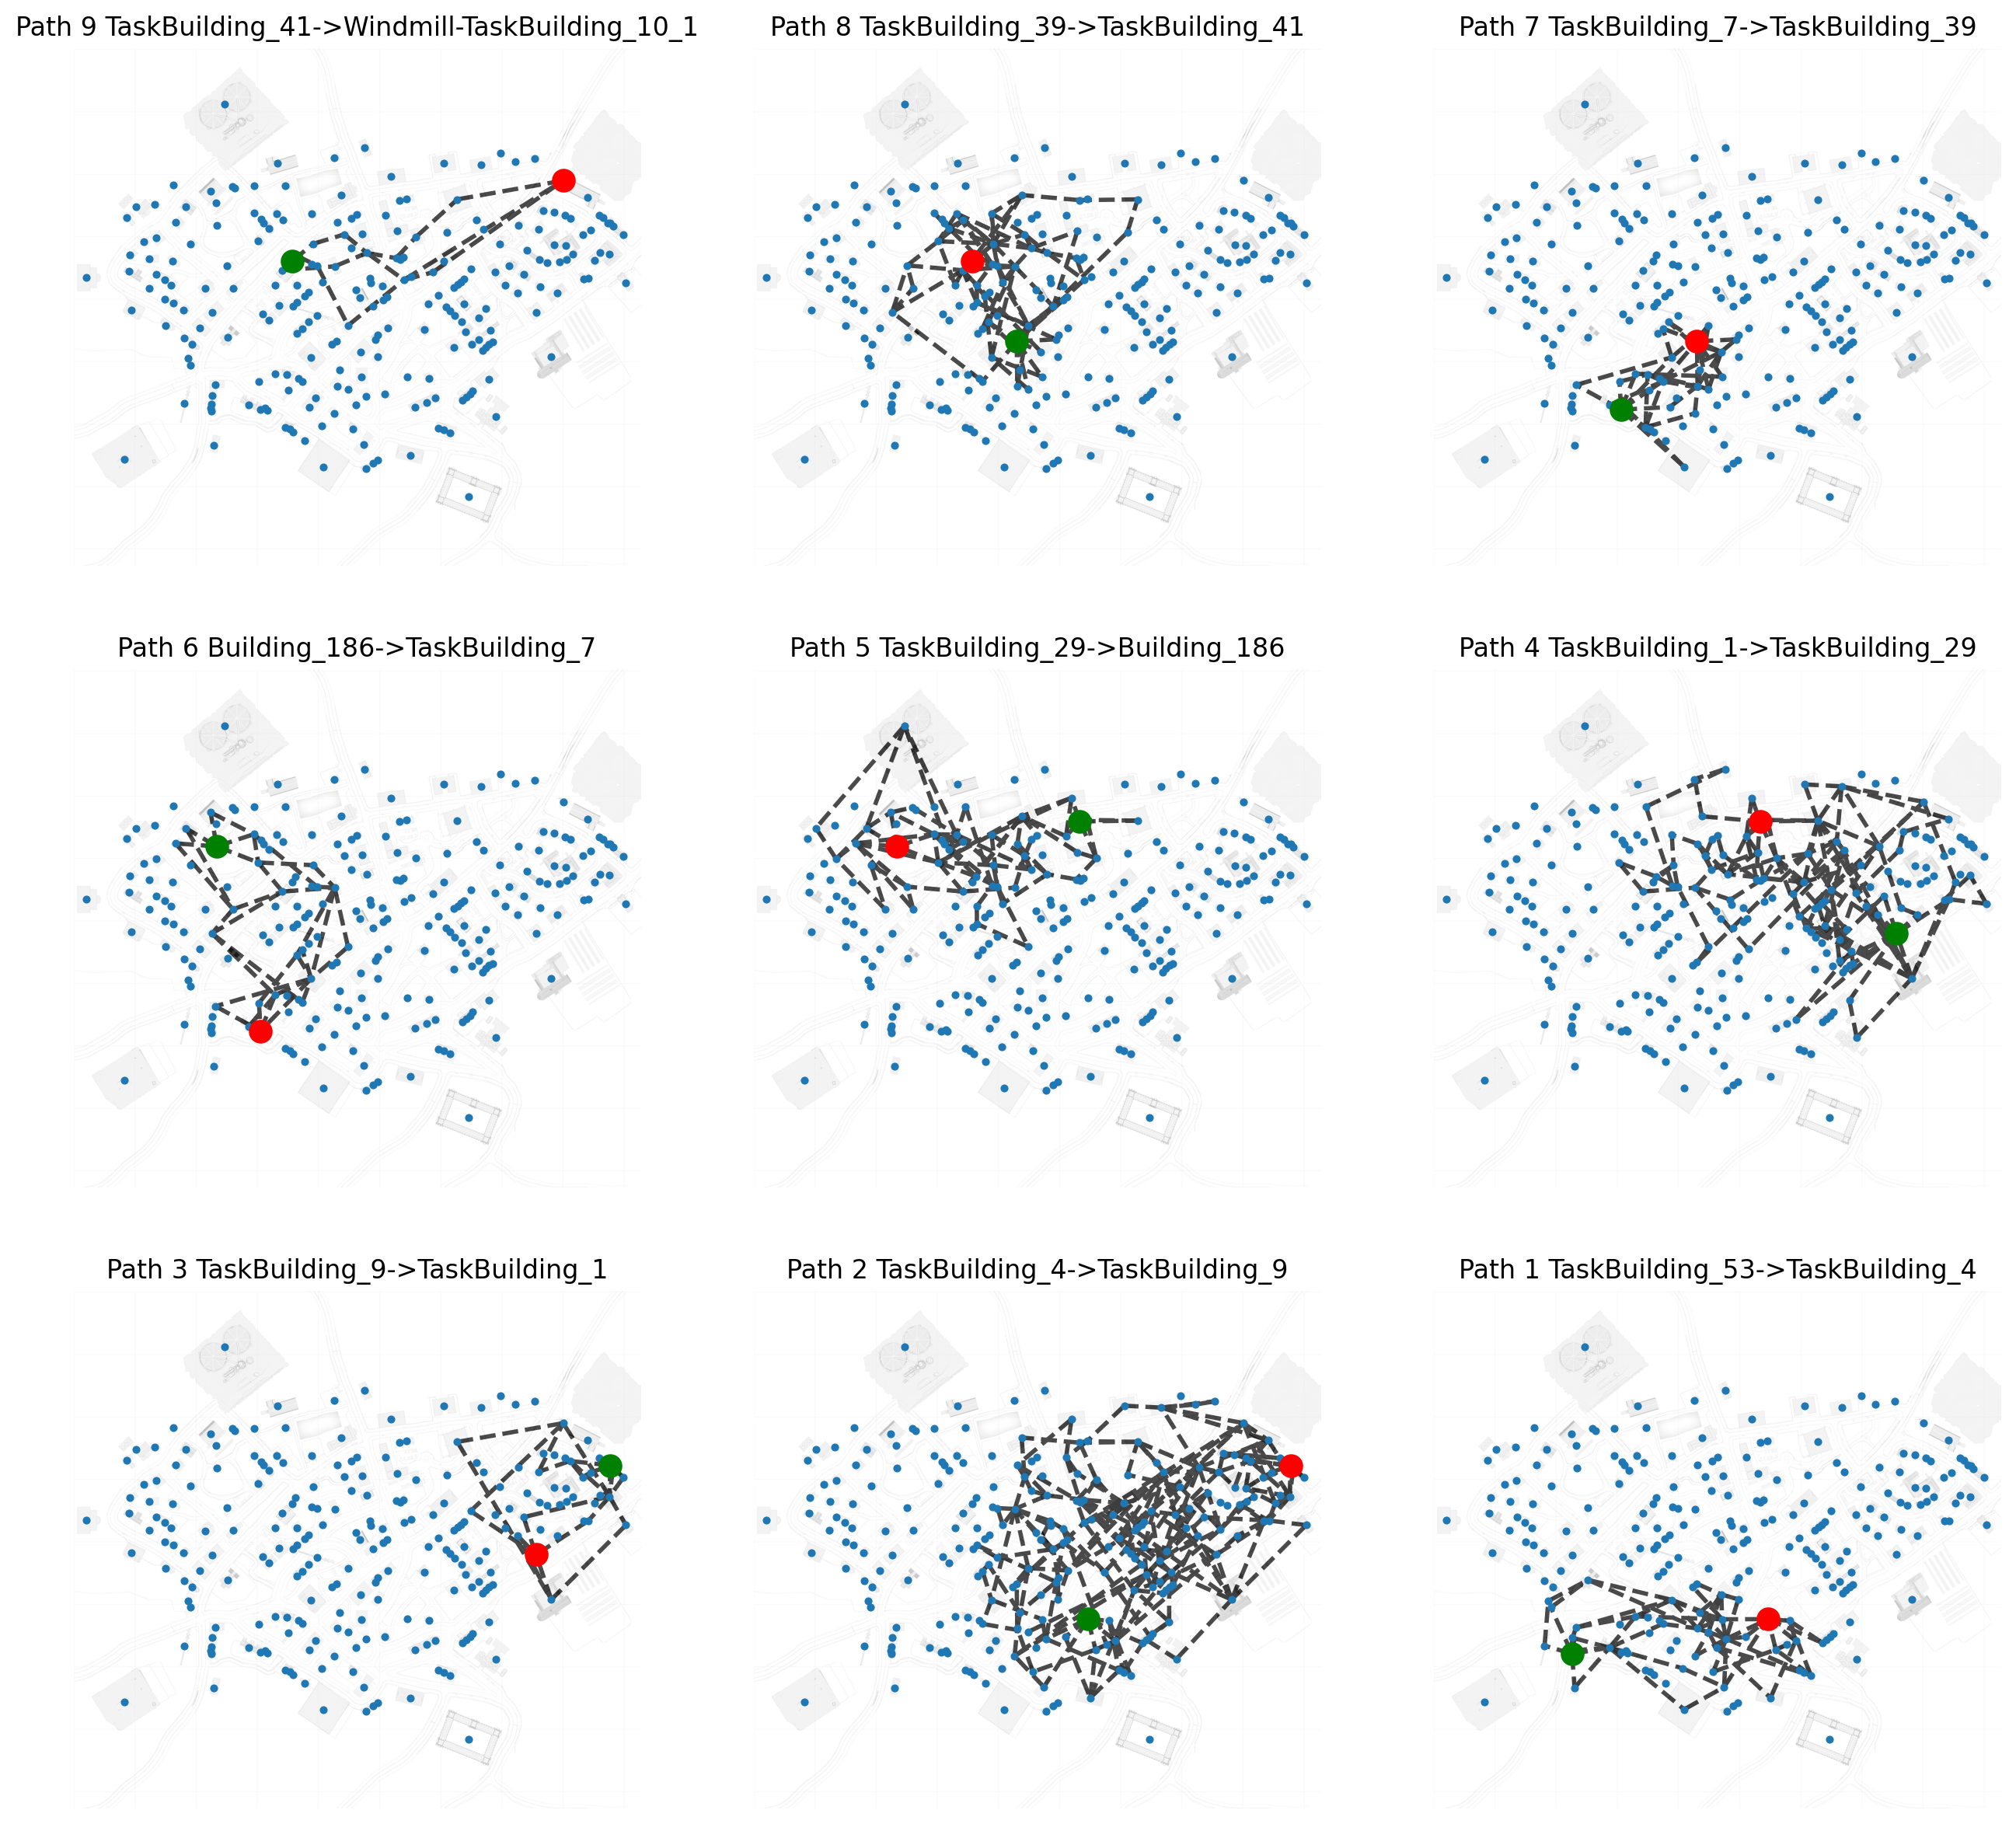 Path 9 TaskBuilding_41->Windmill-TaskBuilding_10_1
Path 8 TaskBuilding_39->TaskBuilding_41
Path 7 TaskBuilding_7->TaskBuilding_39
Path 6 Building_186->TaskBuilding_7
Path 5 TaskBuilding_29->Building_186
Path 4 TaskBuilding_1->TaskBuilding_29
Path 3 TaskBuilding_9->TaskBuilding_1
Path 2 TaskBuilding_4->TaskBuilding_9
Path 1 TaskBuilding_53->TaskBuilding_4